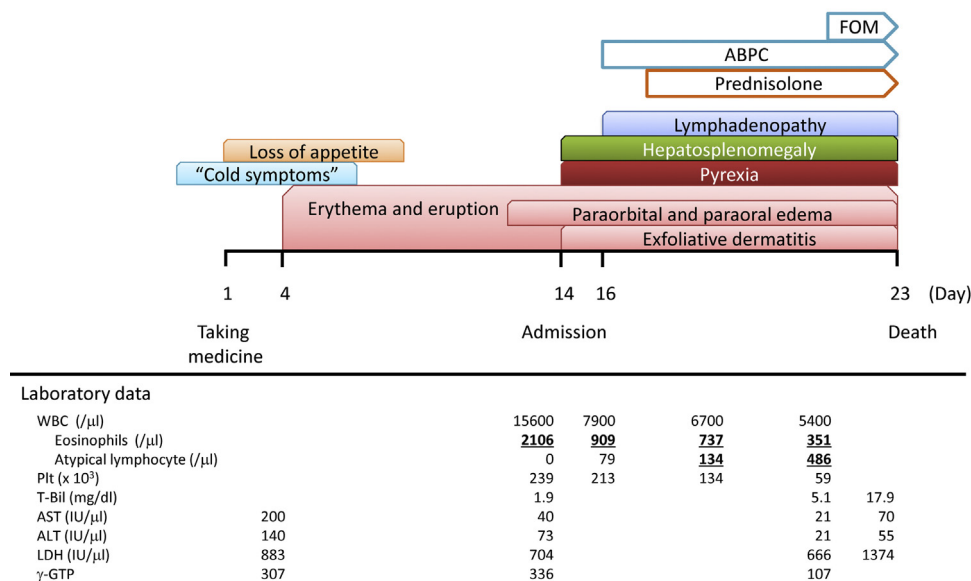 FOM
ABPC
Prednisolone
Lymphadenopathy
Loss of appetite
Hepatosplenomegaly
“Cold symptoms”
Pyrexia
Erythema and eruption
Paraorbital and paraoral edema
Exfoliative dermatitis
1 4 14 16 23 (Day)
Taking medicine Admission Death
Laboratory data
WBC (/μl) 15600 7900 6700 5400
Eosinophils (/μl) 2106 909 737 351
Atypical lymphocyte (/μl) 0 79 134 486
Plt (x 10³) 239 213 134 59
T-Bil (mg/dl) 1.9 5.1 17.9
AST (IU/μl) 200 40 21 70
ALT (IU/μl) 140 73 21 55
LDH (IU/μl) 883 704 666 1374
γ-GTP 307 336 107